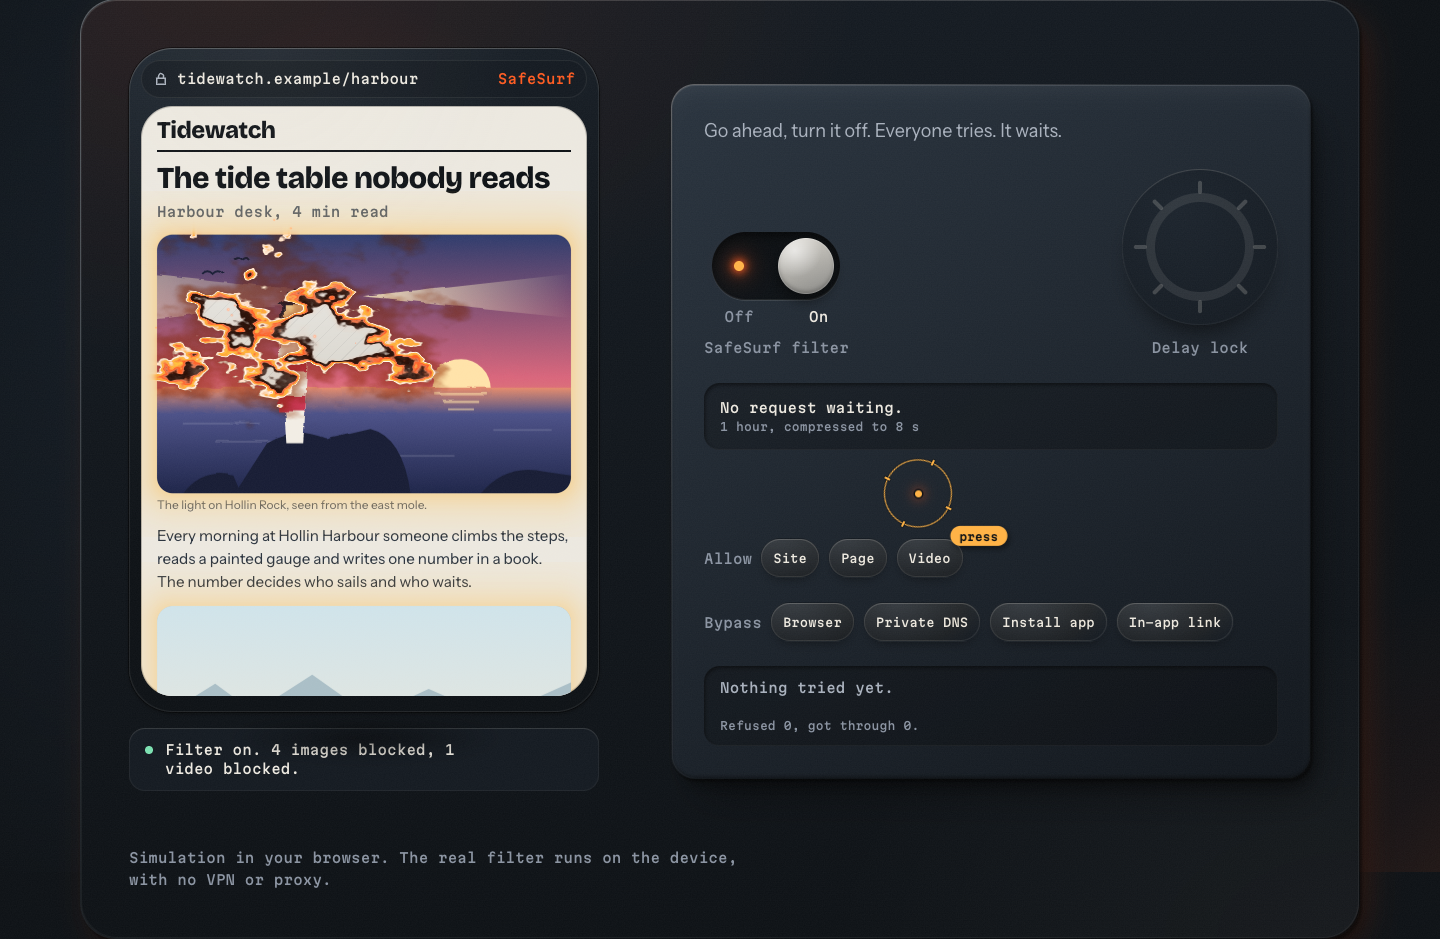 tidewatch.example/harbour SafeSurf
Tidewatch
The tide table nobody reads
Harbour desk, 4 min read
The light on Hollin Rock, seen from the east mole.
Every morning at Hollin Harbour someone climbs the steps,
reads a painted gauge and writes one number in a book.
The number decides who sails and who waits.
Filter on. 4 images blocked, 1
video blocked.
Go ahead, turn it off. Everyone tries. It waits.
Off On
SafeSurf filter
Delay lock
No request waiting.
1 hour, compressed to 8 s
press
Allow Site Page Video
Bypass Browser Private DNS Install app In-app link
Nothing tried yet.
Refused 0, got through 0.
Simulation in your browser. The real filter runs on the device,
with no VPN or proxy.